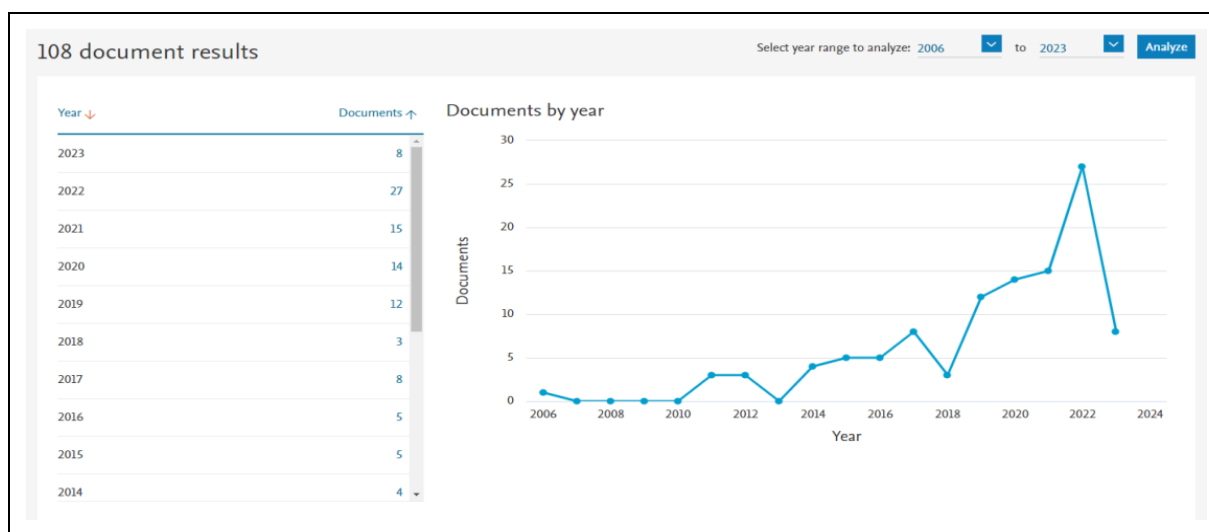 108 document results
Select year range to analyze: 2006 to 2023 Analyze
Year Documents
2023 8
2022 27
2021 15
2020 14
2019 12
2018 3
2017 8
2016 5
2015 5
2014 4
Documents by year
30
25
20
15
10
5
0
Documents
2006 2008 2010 2012 2014 2016 2018 2020 2022 2024
Year